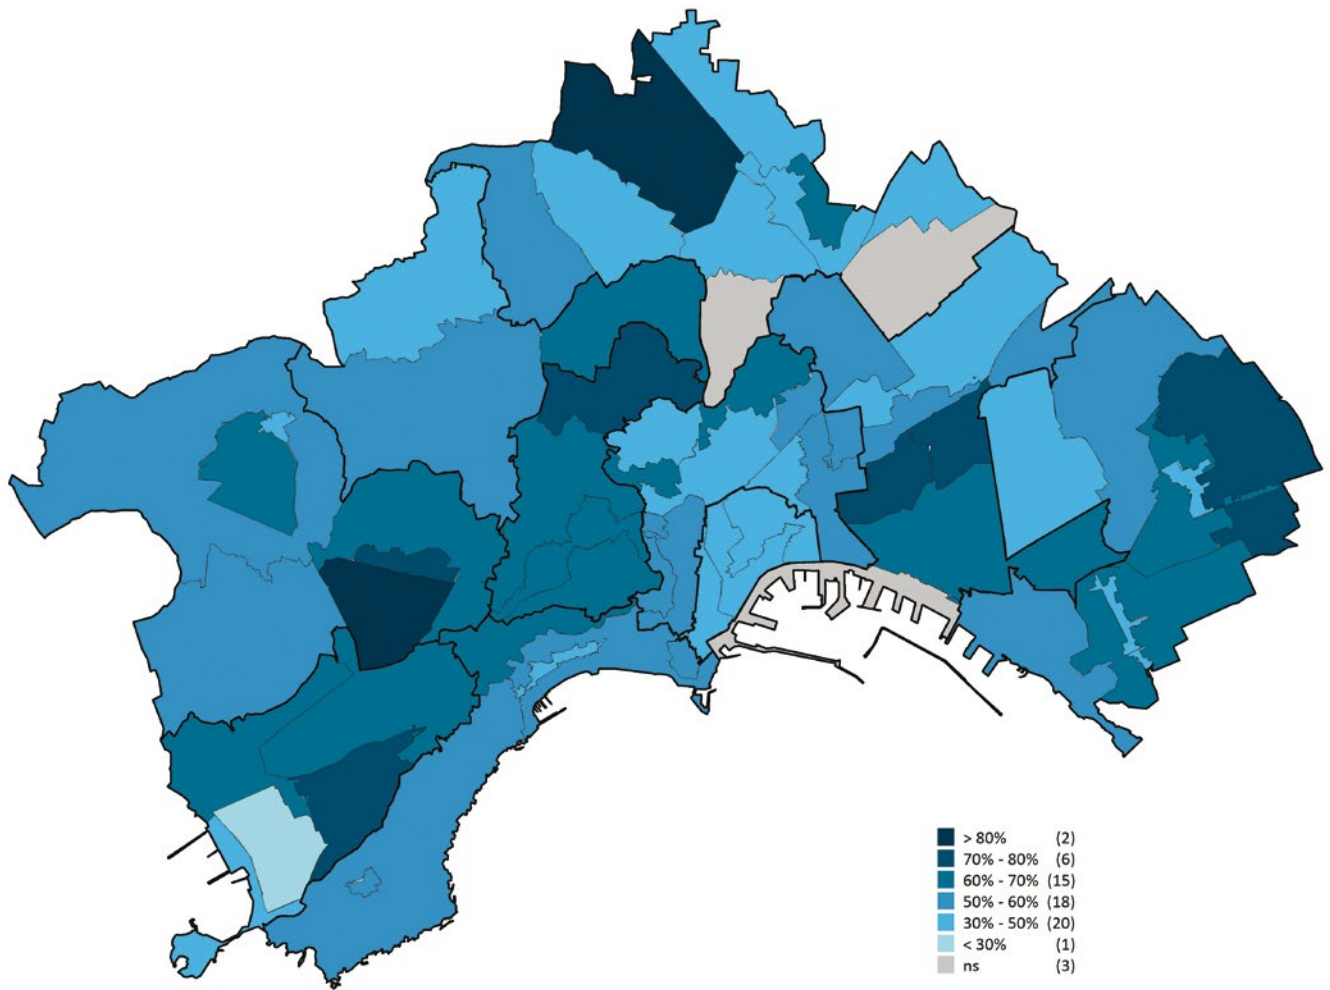 > 80% (2)
70% - 80% (6)
60% - 70% (15)
50% - 60% (18)
30% - 50% (20)
< 30% (1)
ns (3)